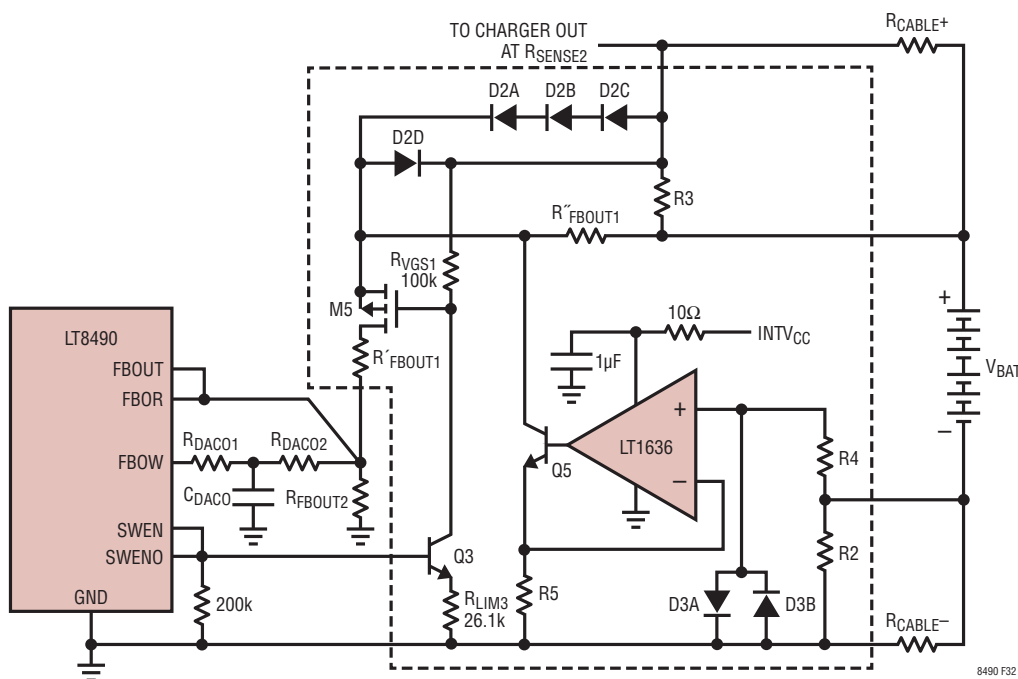 TO CHARGER OUT
AT RSENSE2
RCABLE+
D2A
D2B
D2C
D2D
R3
R˝FBOUT1
RVGS1
100k
M5
10Ω
INTVCC
+
LT8490
1µF
R´FBOUT1
VBAT
FBOUT
FBOR
+
–
LT1636
RDACO1
RDACO2
R4
FBOW
Q5
CDACO
RFBOUT2
–
SWEN
SWENO
Q3
R2
GND
200k
RLIM3
26.1k
R5
D3A
D3B
RCABLE–
8490 F32